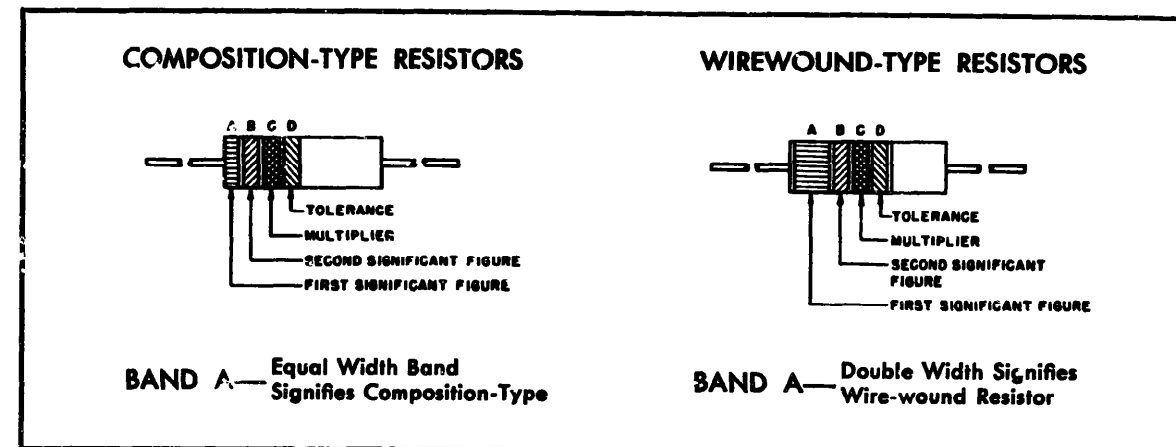 COMPOSITION-TYPE RESISTORS
A B C D
TOLERANCE
MULTIPLIER
SECOND SIGNIFICANT FIGURE
FIRST SIGNIFICANT FIGURE
BAND A— Equal Width Band
Signifies Composition-Type
WIREWOUND-TYPE RESISTORS
A B C D
TOLERANCE
MULTIPLIER
SECOND SIGNIFICANT
FIGURE
FIRST SIGNIFICANT FIGURE
BAND A— Double Width Signifies
Wire-wound Resistor